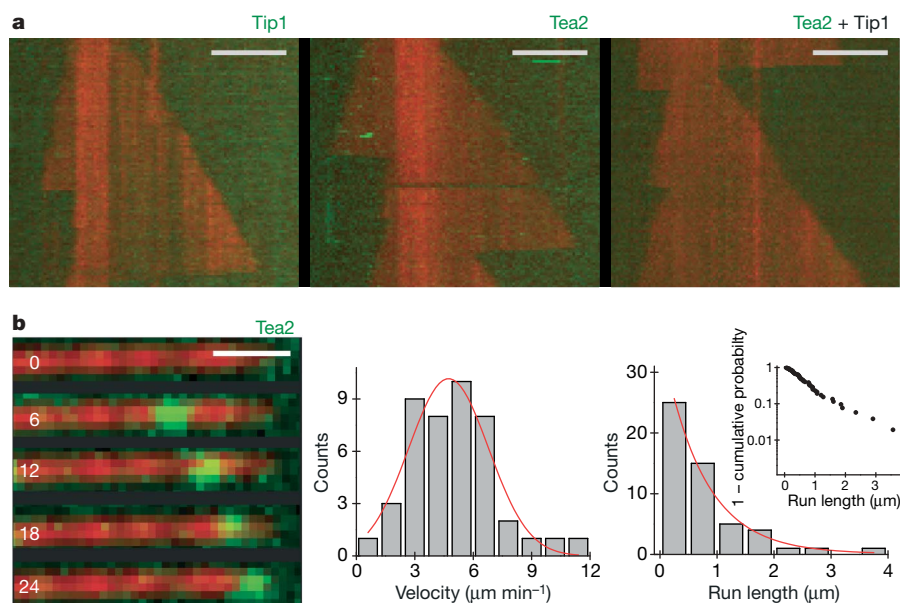 a
Tip1
Tea2
Tea2 + Tip1
b
Tea2
0
6
12
18
24
Counts
9
6
3
0
0 3 6 9 12
Velocity (μm min⁻¹)
Counts
30
20
10
0
0 1 2 3 4
Run length (μm)
1 – cumulative probabilty
1
0.1
0.01
0 1 2 3
Run length (μm)